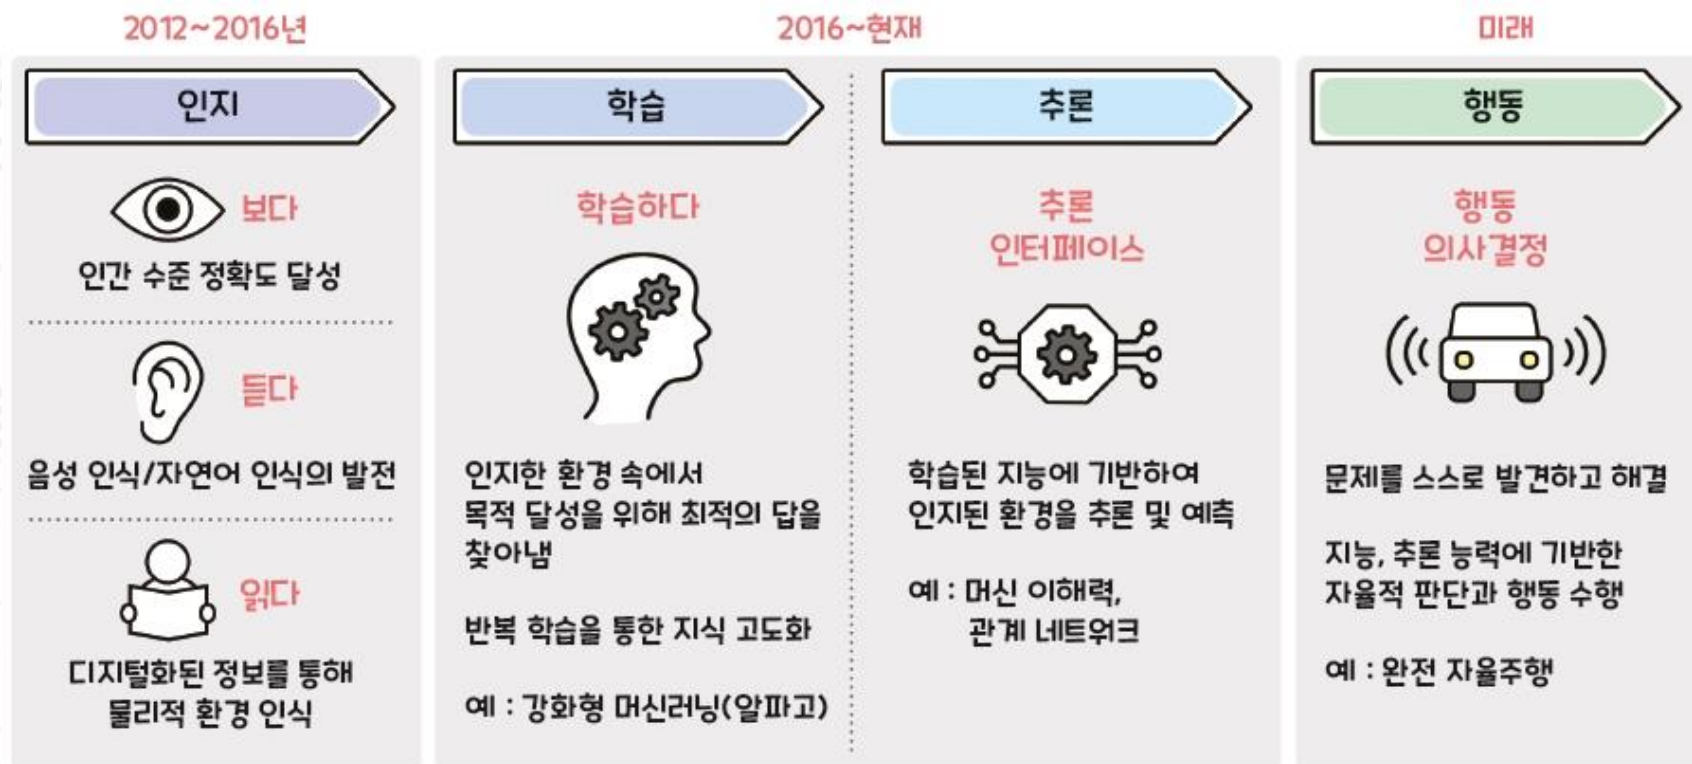 2012~2016년
인지
보다
인간 수준 정확도 달성
듣다
음성 인식/자연어 인식의 발전
읽다
디지털화된 정보를 통해
물리적 환경 인식
2016~현재
학습
학습하다
인지한 환경 속에서
목적 달성을 위해 최적의 답을
찾아냄
반복 학습을 통한 지식 고도화
예 : 강화형 머신러닝(알파고)
추론
추론
인터페이스
학습된 지능에 기반하여
인지된 환경을 추론 및 예측
예 : 머신 이해력,
관계 네트워크
미래
행동
행동
의사결정
문제를 스스로 발견하고 해결
지능, 추론 능력에 기반한
자율적 판단과 행동 수행
예 : 완전 자율주행